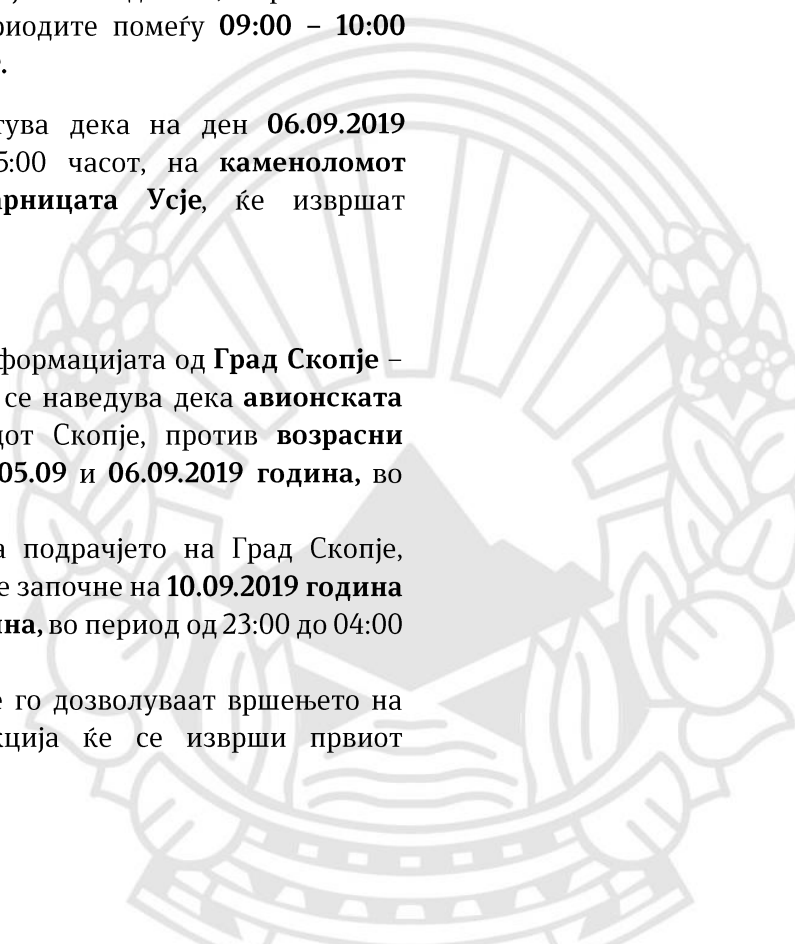 риодите помеѓу 09:00 – 10:00
тува дека на ден 06.09.2019
5:00 часот, на каменоломот
арницата Усје, ќе извршат
формацијата од Град Скопје –
се наведува дека авионската
дот Скопје, против возрасни
05.09 и 06.09.2019 година, во
а подрачјето на Град Скопје,
е започне на 10.09.2019 година
ина, во период од 23:00 до 04:00
е го дозволуваат вршењето на
кција ќе се изврши првиот